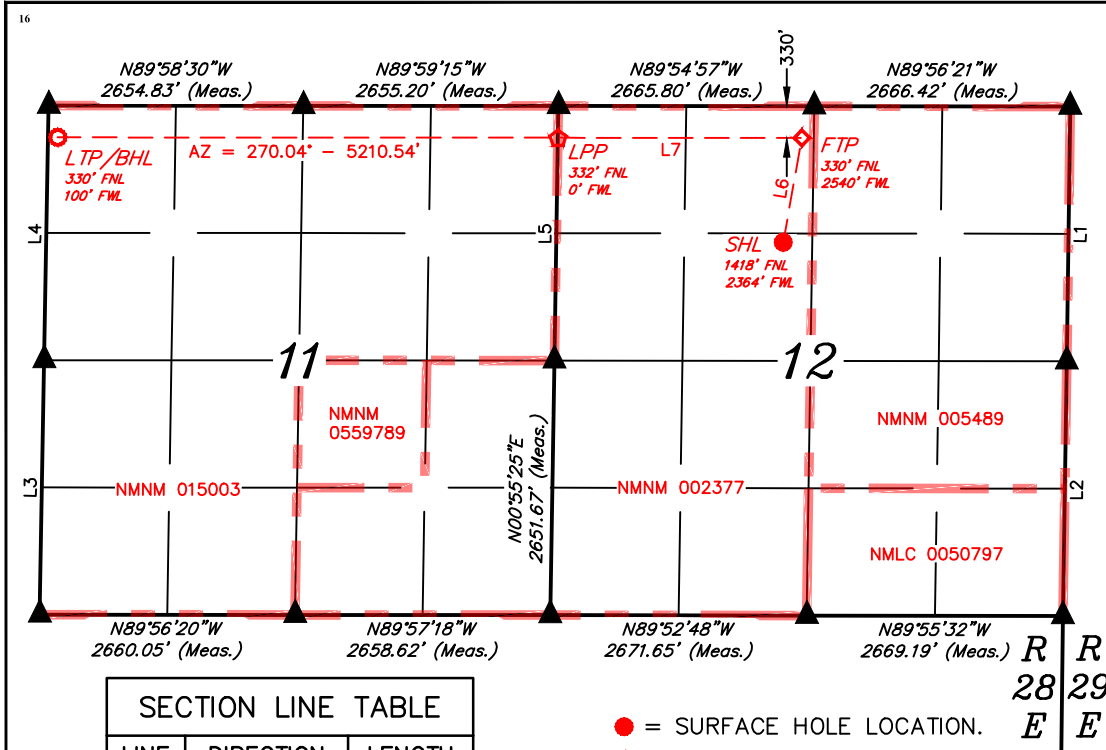 16
N89°58'30"W
2654.83' (Meas.)
N89°59'15"W
2655.20' (Meas.)
N89°54'57"W
2665.80' (Meas.)
330'
N89°56'21"W
2666.42' (Meas.)
LTP/BHL
330' FNL
100' FWL
AZ = 270.04° - 5210.54'
LPP
332' FNL
0' FWL
L7
FTP
330' FNL
2540' FWL
L6
L4
L5
L1
SHL
1418' FNL
2364' FWL
11
12
NMNM
0559789
NMNM 005489
N00°55'25"E
2651.67' (Meas.)
L3
NMNM 015003
NMNM 002377
L2
NMLC 0050797
N89°56'20"W
2660.05' (Meas.)
N89°57'18"W
2658.62' (Meas.)
N89°52'48"W
2671.65' (Meas.)
N89°55'32"W
2669.19' (Meas.)
R R
28 29
E E
SECTION LINE TABLE
LINE DIRECTION LENGTH
= SURFACE HOLE LOCATION.